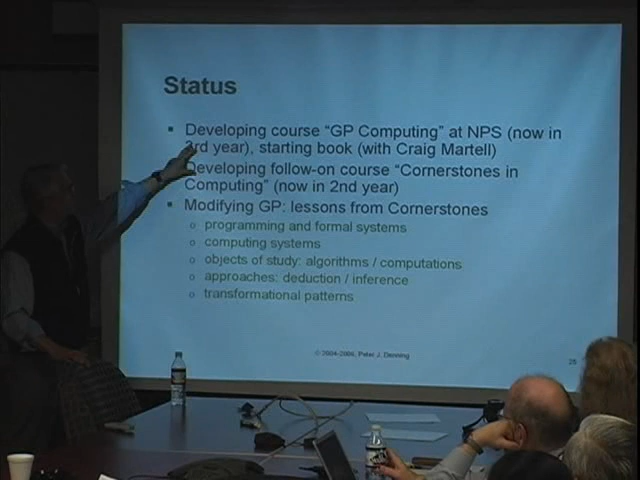 Status
Developing course "GP Computing" at NPS (now in
3rd year), starting book (with Craig Martell)
Developing follow-on course "Cornerstones in
Computing" (now in 2nd year)
Modifying GP: lessons from Cornerstones
programming and formal systems
computing systems
objects of study: algorithms / computations
approaches: deduction / inference
transformational patterns
© 2004-2006, Peter J. Denning
25